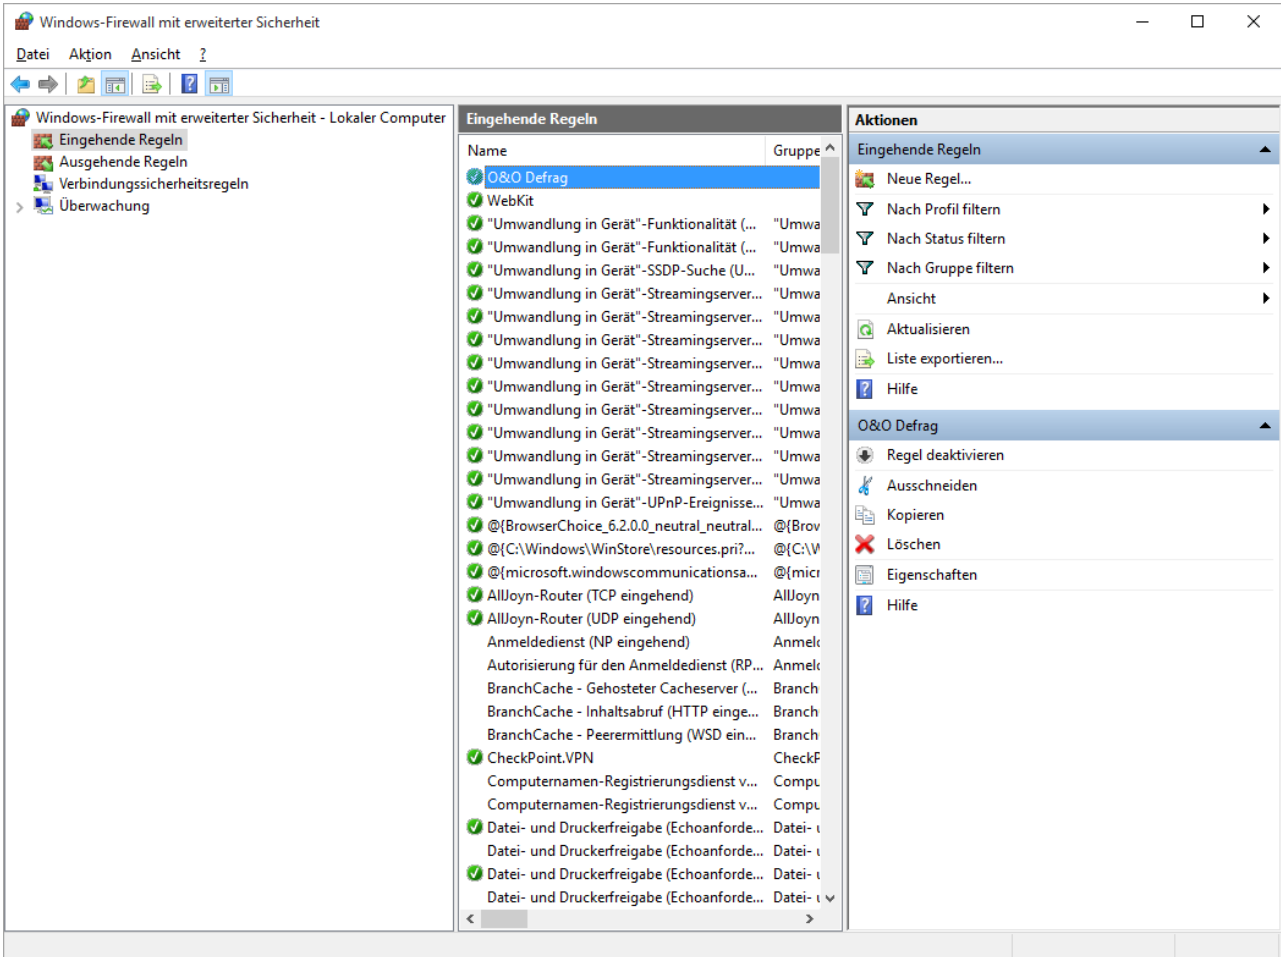 Windows-Firewall mit erweiterter Sicherheit
Datei Aktion Ansicht ?
Windows-Firewall mit erweiterter Sicherheit - Lokaler Computer
Eingehende Regeln
Ausgehende Regeln
Verbindungssicherheitsregeln
Überwachung
Eingehende Regeln
Name Gruppe
O&O Defrag
WebKit
"Umwandlung in Gerät"-Funktionalität (... "Umwa
"Umwandlung in Gerät"-Funktionalität (... "Umwa
"Umwandlung in Gerät"-SSDP-Suche (U... "Umwa
"Umwandlung in Gerät"-Streamingserver... "Umwa
"Umwandlung in Gerät"-Streamingserver... "Umwa
"Umwandlung in Gerät"-Streamingserver... "Umwa
"Umwandlung in Gerät"-Streamingserver... "Umwa
"Umwandlung in Gerät"-Streamingserver... "Umwa
"Umwandlung in Gerät"-Streamingserver... "Umwa
"Umwandlung in Gerät"-Streamingserver... "Umwa
"Umwandlung in Gerät"-Streamingserver... "Umwa
"Umwandlung in Gerät"-Streamingserver... "Umwa
"Umwandlung in Gerät"-UPnP-Ereignisse... "Umwa
@{BrowserChoice_6.2.0.0_neutral_neutral... @{Brow
@{C:\Windows\WinStore\resources.pri?... @{C:\W
@{microsoft.windowscommunicationsa... @{micr
AllJoyn-Router (TCP eingehend) AllJoyn
AllJoyn-Router (UDP eingehend) AllJoyn
Anmeldedienst (NP eingehend) Anmeld
Autorisierung für den Anmeldedienst (RP... Anmeld
BranchCache - Gehosteter Cacheserver (... Branch
BranchCache - Inhaltsabruf (HTTP einge... Branch
BranchCache - Peerermittlung (WSD ein... Branch
CheckPoint.VPN CheckP
Computernamen-Registrierungsdienst v... Compu
Computernamen-Registrierungsdienst v... Compu
Datei- und Druckerfreigabe (Echoanforde... Datei- u
Datei- und Druckerfreigabe (Echoanforde... Datei- u
Datei- und Druckerfreigabe (Echoanforde... Datei- u
Datei- und Druckerfreigabe (Echoanforde... Datei- u
Aktionen
Eingehende Regeln
Neue Regel...
Nach Profil filtern
Nach Status filtern
Nach Gruppe filtern
Ansicht
Aktualisieren
Liste exportieren...
Hilfe
O&O Defrag
Regel deaktivieren
Ausschneiden
Kopieren
Löschen
Eigenschaften
Hilfe